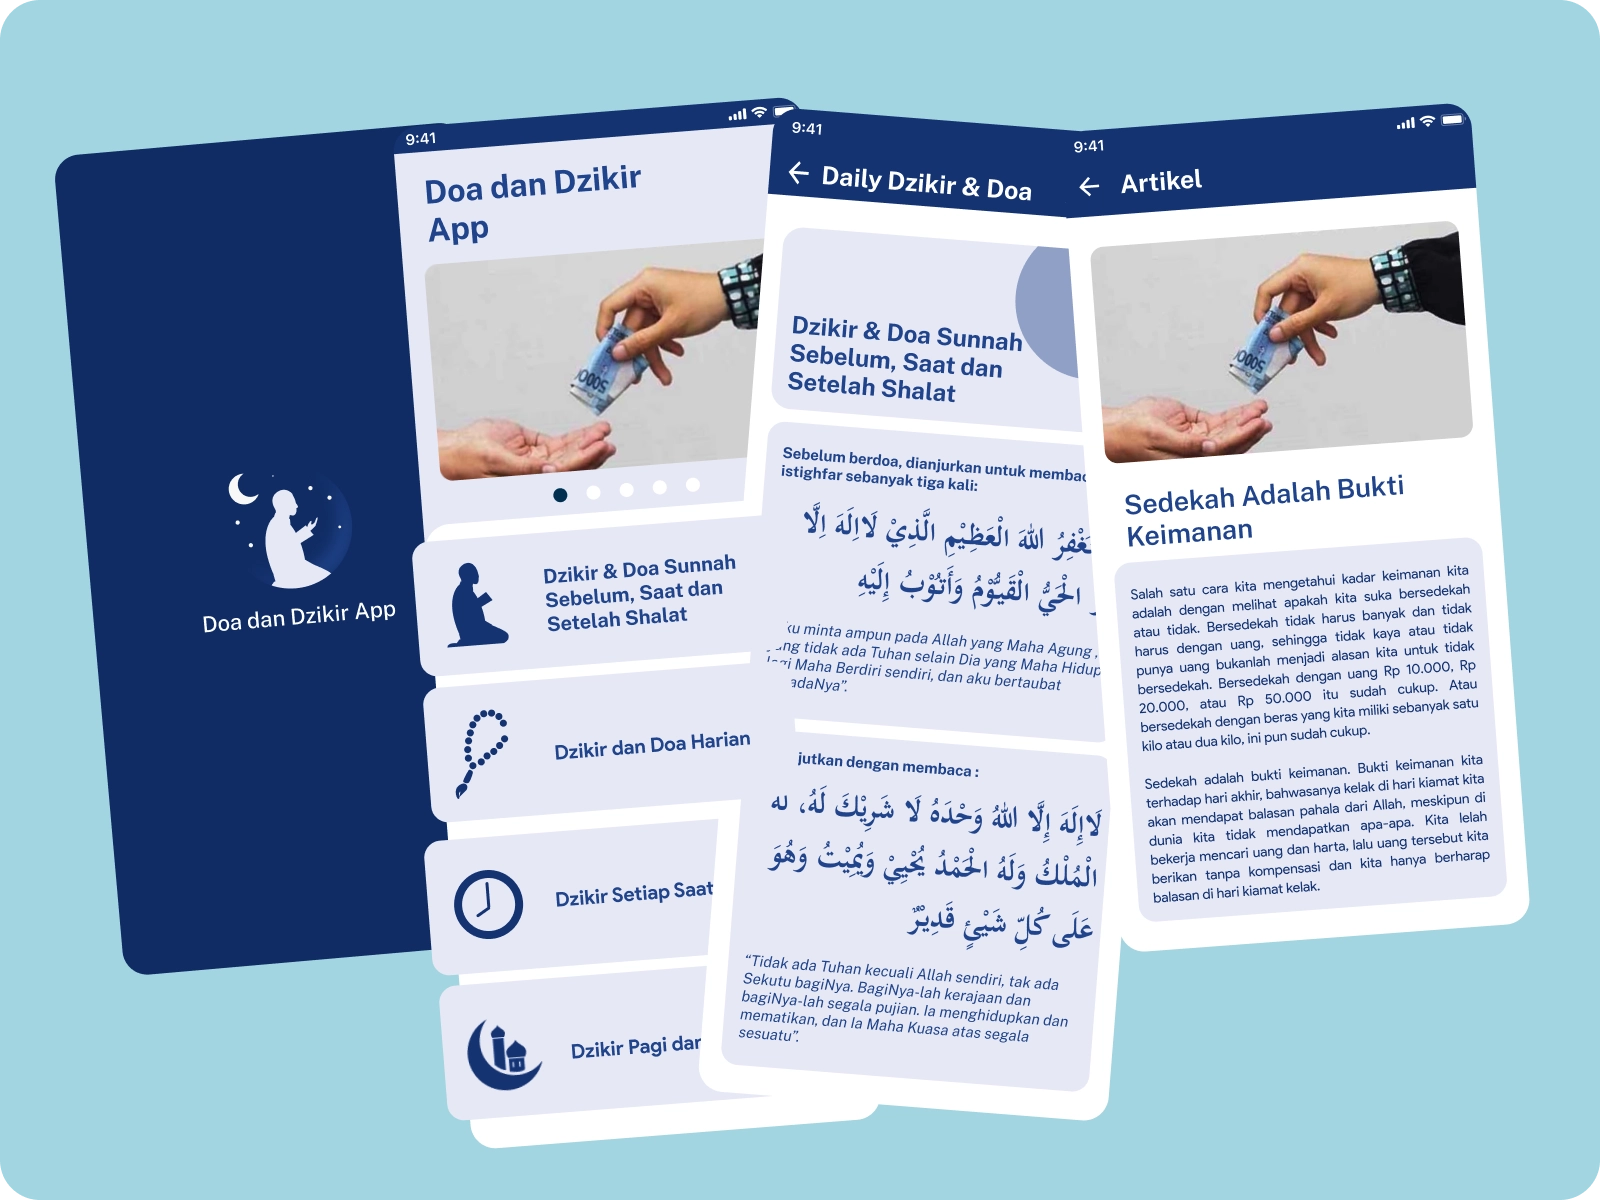 Doa dan Dzikir App
9:41
Doa dan Dzikir
App
5000
Dzikir & Doa Sunnah
Sebelum, Saat dan
Setelah Shalat
Dzikir dan Doa Harian
Dzikir Setiap Saat
Dzikir Pagi dan
9:41
Daily Dzikir & Doa
Dzikir & Doa Sunnah
Sebelum, Saat dan
Setelah Shalat
Sebelum berdoa, dianjurkan untuk
istighfar sebanyak tiga kali:
اللهَ الْعَظِيْمِ الَّذِيْ لَااِلَهَ اِلَّا
الْحَيُّ الْقَيُّوْمُ وَأَتُوْبُ إِلَيْهِ
ku minta ampun pada Allah yang Maha Agung ,
ang tidak ada Tuhan selain Dia yang Maha Hidup
lagi Maha Berdiri sendiri, dan aku bertaubat
adaNya”.
jutkan dengan membaca :
لَاإِلَهَ إِلَّا اللهُ وَحْدَهُ لَا شَرِيْكَ لَهُ، له
الْمُلْكُ وَلَهُ الْحَمْدُ يُحْيِيْ وَيُمِيْتُ وَهُوَ
عَلَى كُلِّ شَيْئٍ قَدِيْرٌ
“Tidak ada Tuhan kecuali Allah sendiri, tak ada
Sekutu bagiNya. BagiNya-lah kerajaan dan
bagiNya-lah segala pujian. Ia menghidupkan dan
mematikan, dan Ia Maha Kuasa atas segala
sesuatu”.
9:41
Artikel
5000
Sedekah Adalah Bukti
Keimanan
Salah satu cara kita mengetahui kadar keimanan kita
adalah dengan melihat apakah kita suka bersedekah
atau tidak. Bersedekah tidak harus banyak dan tidak
harus dengan uang, sehingga tidak kaya atau tidak
punya uang bukanlah menjadi alasan kita untuk tidak
bersedekah. Bersedekah dengan uang Rp 10.000, Rp
20.000, atau Rp 50.000 itu sudah cukup. Atau
bersedekah dengan beras yang kita miliki sebanyak satu
kilo atau dua kilo, ini pun sudah cukup.
Sedekah adalah bukti keimanan. Bukti keimanan kita
terhadap hari akhir, bahwasanya kelak di hari kiamat kita
akan mendapat balasan pahala dari Allah, meskipun di
dunia kita tidak mendapatkan apa-apa. Kita lelah
bekerja mencari uang dan harta, lalu uang tersebut kita
berikan tanpa kompensasi dan kita hanya berharap
balasan di hari kiamat kelak.